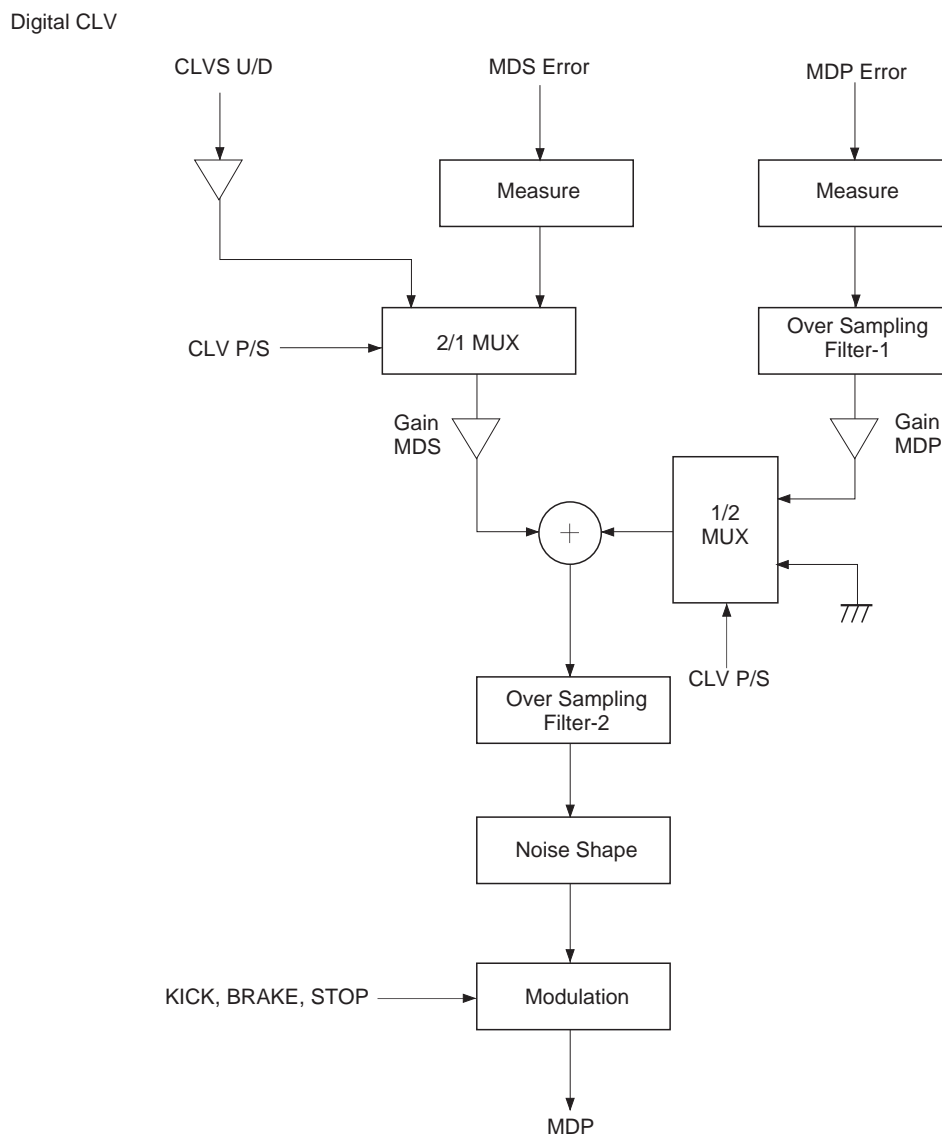 Digital CLV
CLVS U/D
MDS Error
MDP Error
Measure
Measure
Over Sampling
Filter-1
CLV P/S
2/1 MUX
Gain
MDS
Gain
MDP
1/2
MUX
+
CLV P/S
Over Sampling
Filter-2
Noise Shape
KICK, BRAKE, STOP
Modulation
MDP